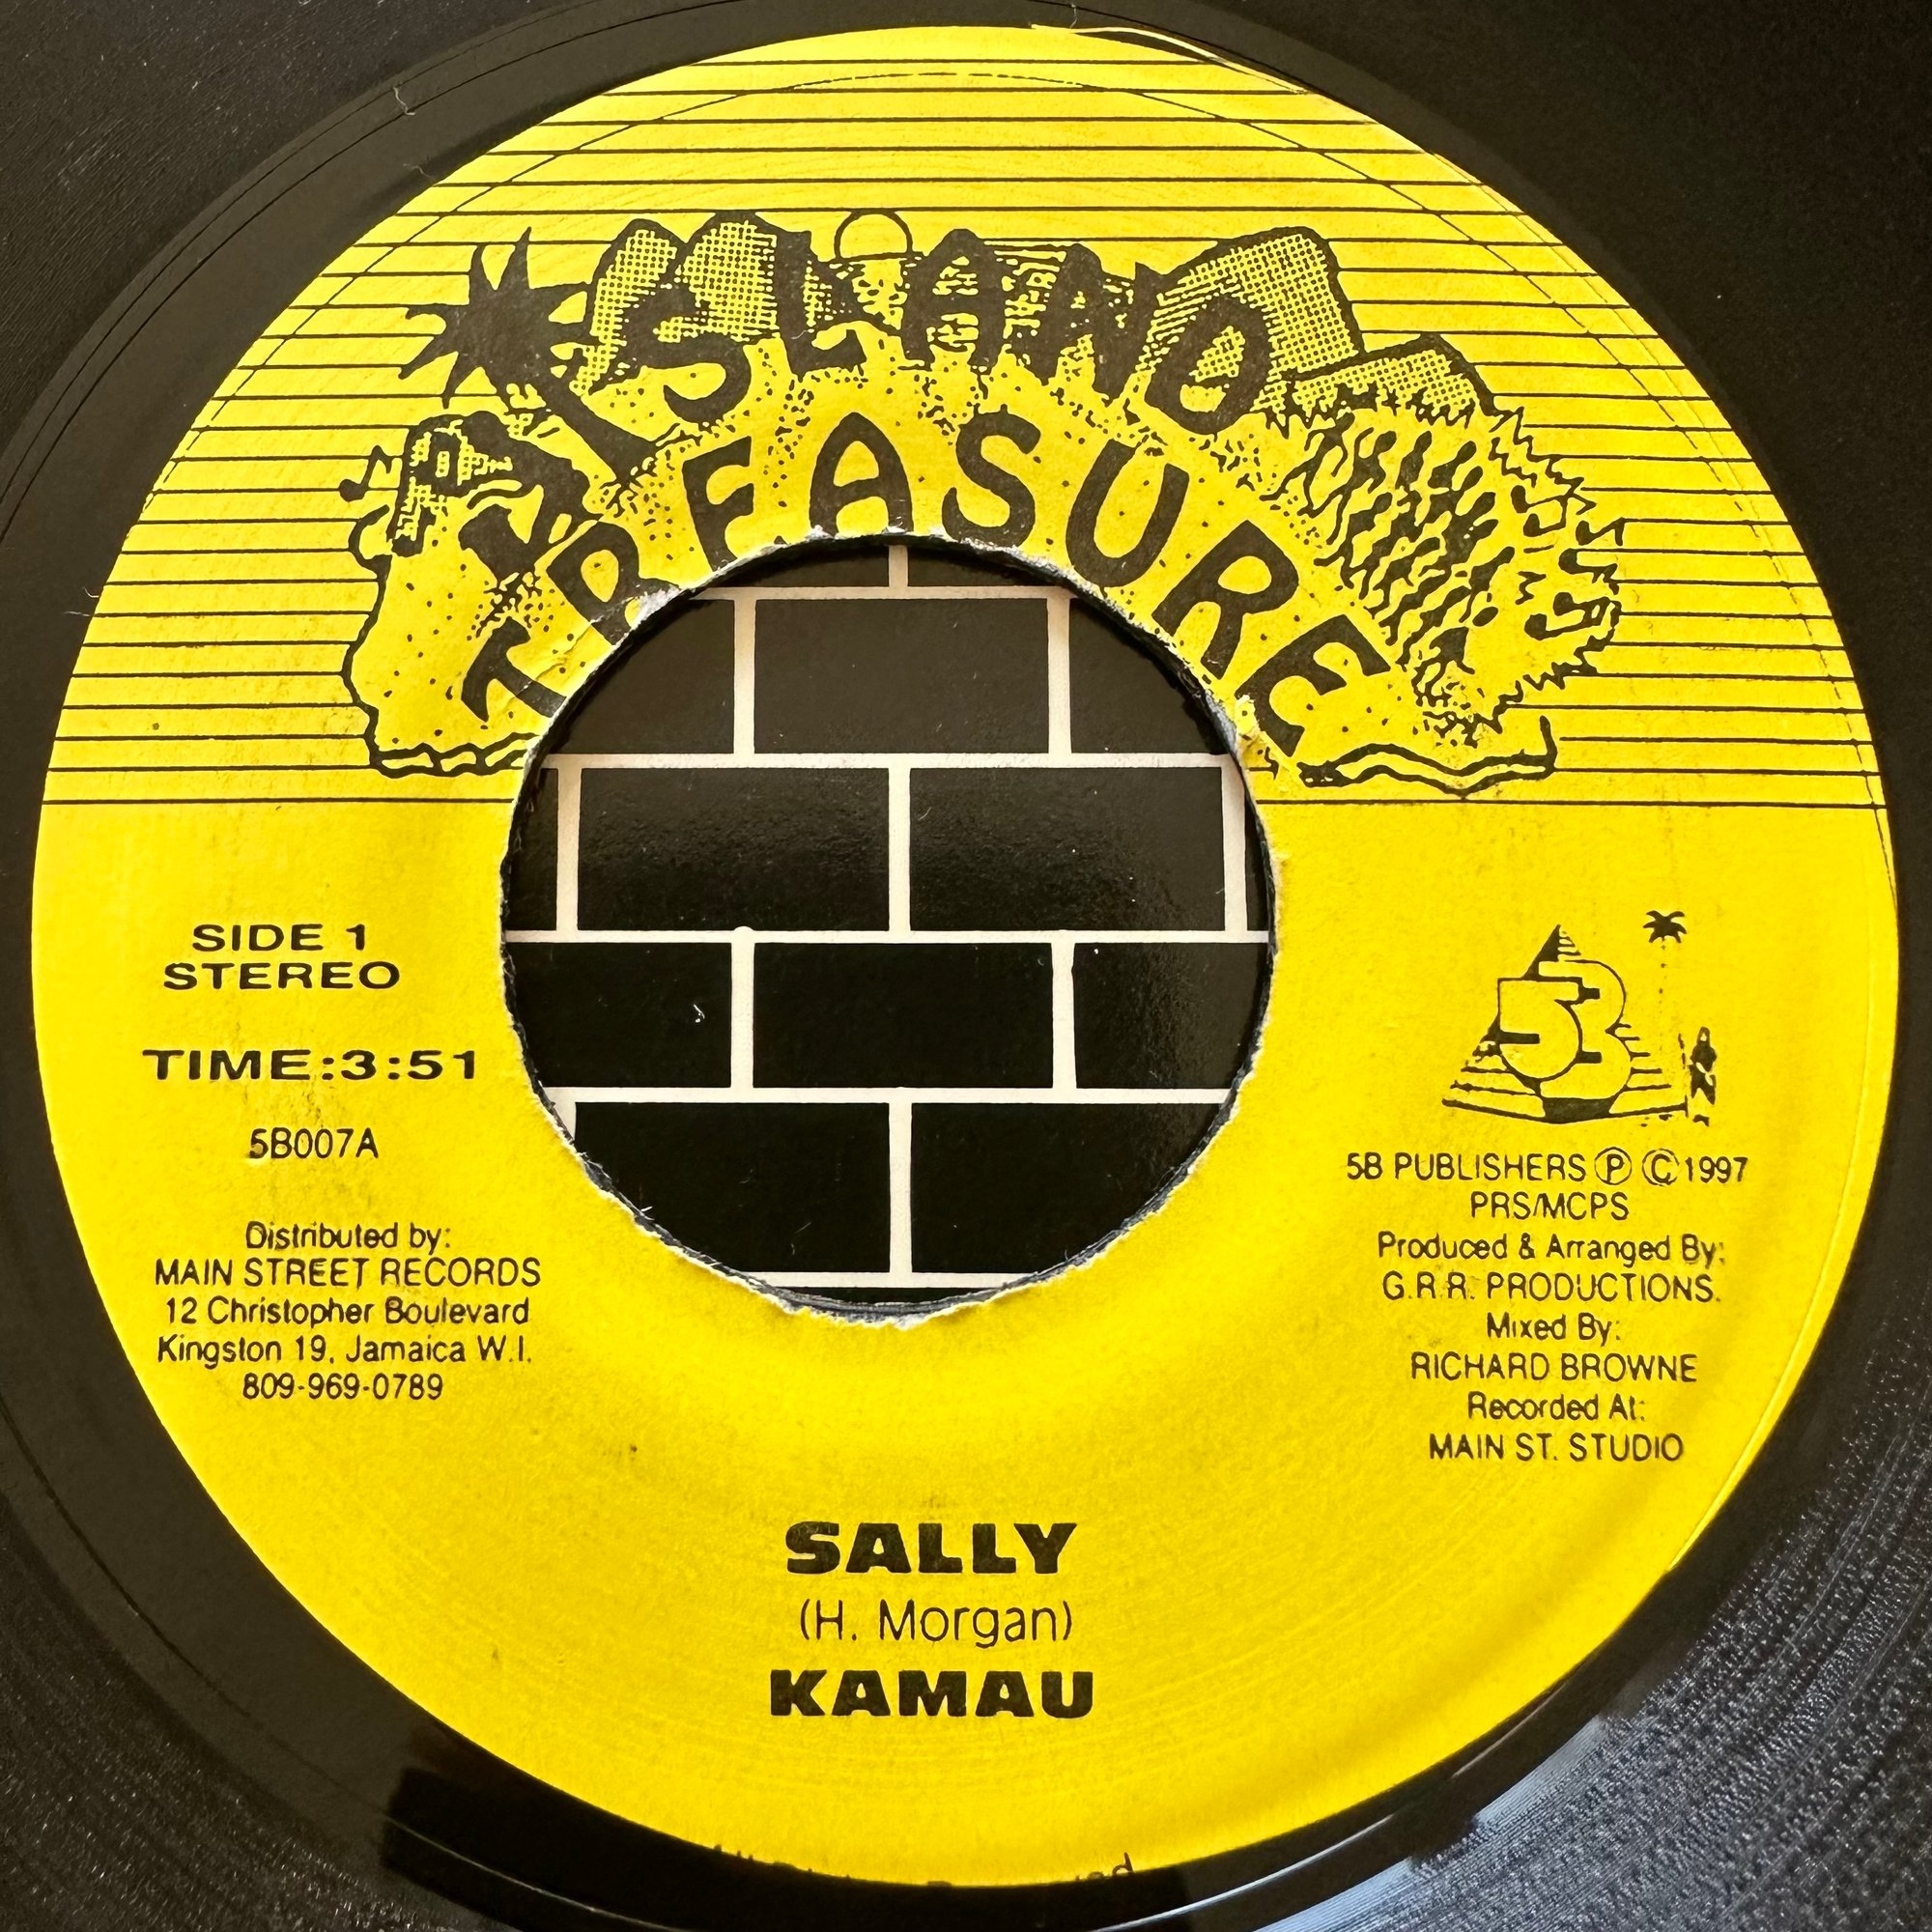 ISLAND
TREASURE
SIDE 1
STEREO
TIME:3:51
5B007A
Distributed by:
MAIN STREET RECORDS
12 Christopher Boulevard
Kingston 19, Jamaica W.I.
809-969-0789
5B
5B PUBLISHERS Ⓟ Ⓒ1997
PRS/MCPS
Produced & Arranged By:
G.R.R. PRODUCTIONS.
Mixed By:
RICHARD BROWNE
Recorded At:
MAIN ST. STUDIO
SALLY
(H. Morgan)
KAMAU